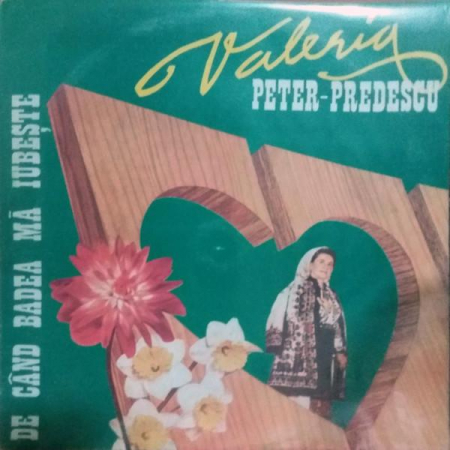 Valeria
PETER-PREDESCU
DE CÂND BADEA MĂ IUBEȘTE